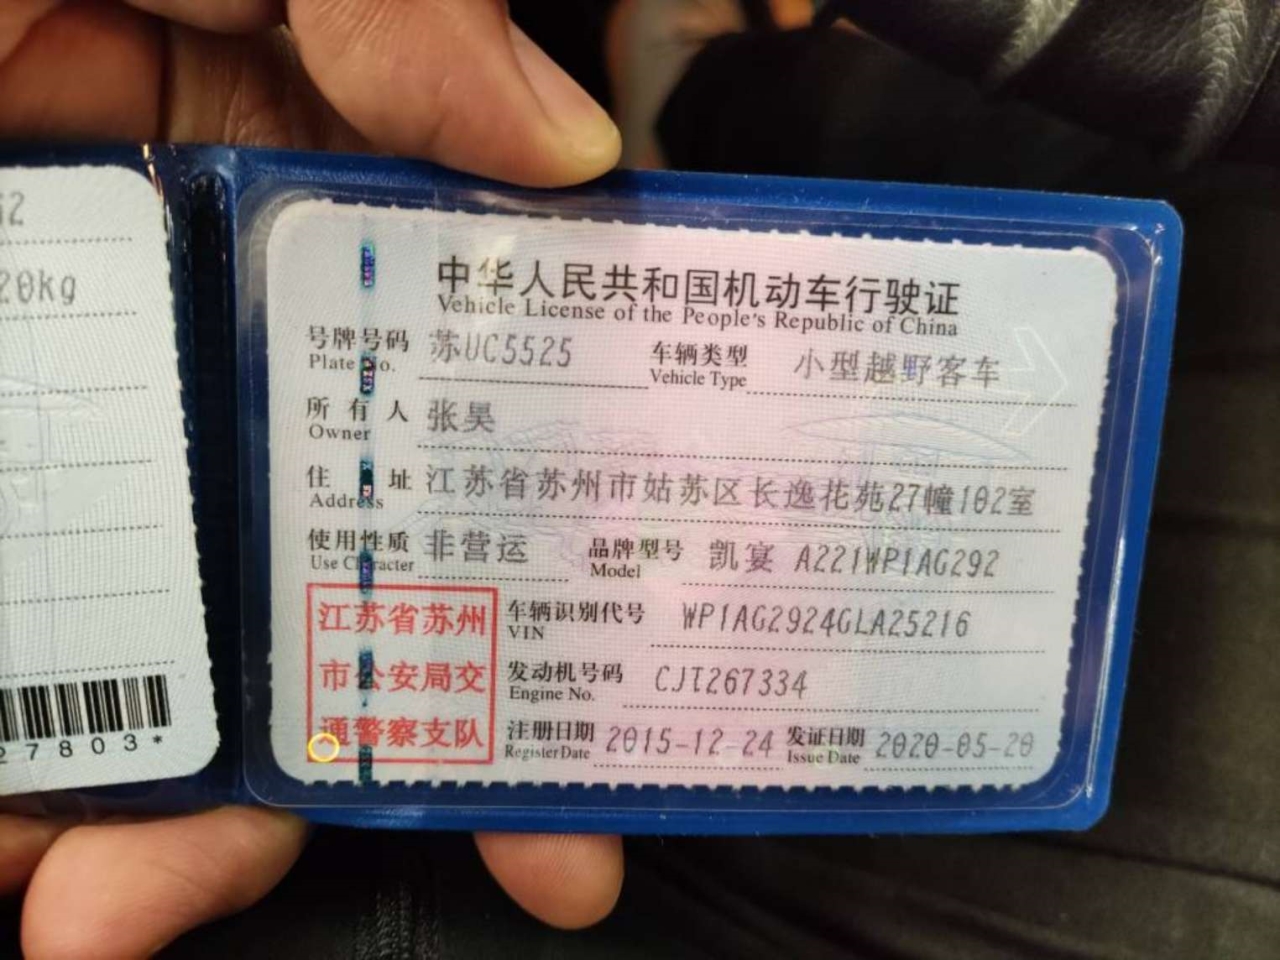 62
20kg
27803*
中华人民共和国机动车行驶证
Vehicle License of the People's Republic of China
号牌号码 苏UC5525 车辆类型 小型越野客车
Plate No. Vehicle Type
所有人 张昊
Owner
住址 江苏省苏州市姑苏区长逸花苑27幢102室
Address
使用性质 非营运 品牌型号 凯宴 A221WP1AG292
Use Character Model
江苏省苏州
市公安局交
通警察支队
车辆识别代号 WP1AG2924GLA25216
VIN
发动机号码 CJT267334
Engine No.
注册日期 2015-12-24 发证日期 2020-05-20
Register Date Issue Date